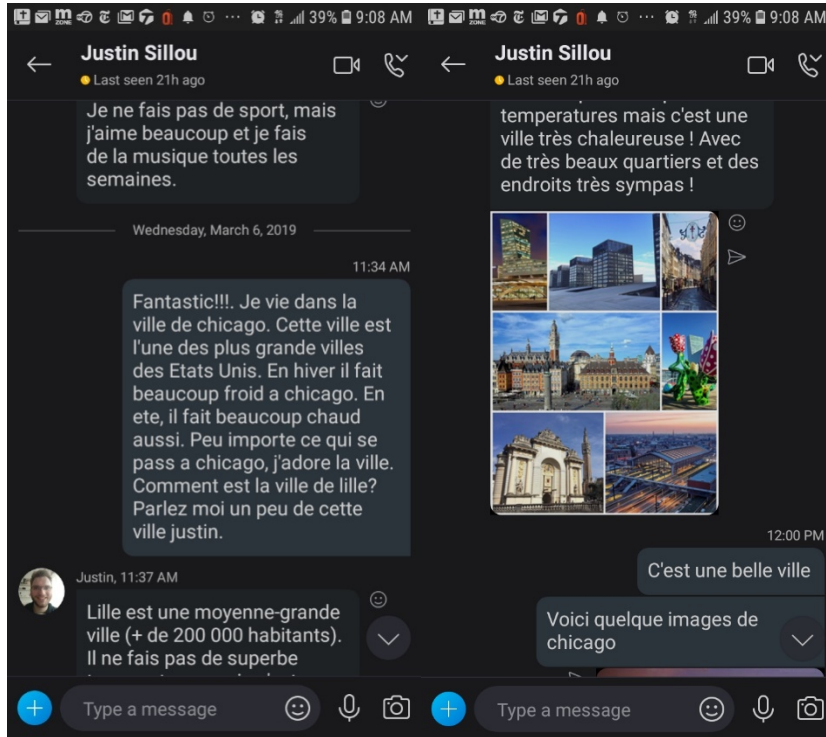 39% 9:08 AM
Justin Sillou
Last seen 21h ago
Je ne fais pas de sport, mais
j'aime beaucoup et je fais
de la musique toutes les
semaines.
Wednesday, March 6, 2019
11:34 AM
Fantastic!!!. Je vie dans la
ville de chicago. Cette ville est
l'une des plus grande villes
des Etats Unis. En hiver il fait
beaucoup froid a chicago. En
ete, il fait beaucoup chaud
aussi. Peu importe ce qui se
pass a chicago, j'adore la ville.
Comment est la ville de lille?
Parlez moi un peu de cette
ville justin.
Justin, 11:37 AM
Lille est une moyenne-grande
ville (+ de 200 000 habitants).
Il ne fais pas de superbe
Type a message
39% 9:08 AM
Justin Sillou
Last seen 21h ago
temperatures mais c'est une
ville très chaleureuse ! Avec
de très beaux quartiers et des
endroits très sympas !
12:00 PM
C'est une belle ville
Voici quelque images de
chicago
Type a message